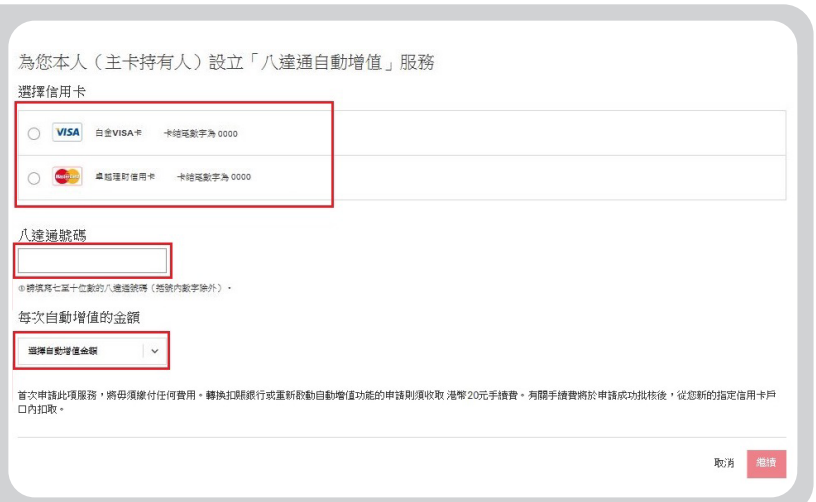 為您本人（主卡持有人）設立「八達通自動增值」服務
選擇信用卡
VISA 白金VISA卡 卡結尾數字為 0000
MasterCard 卓越理財信用卡 卡結尾數字為 0000
八達通號碼
請填寫七至十位數的八達通號碼（括號內數字除外）。
每次自動增值的金額
選擇自動增值金額
首次申請此項服務，將毋須繳付任何費用。轉換扣賬銀行或重新啟動自動增值功能的申請則須收取 港幣20元手續費。有關手續費將於申請成功批核後，從您新的指定信用卡戶
口內扣取。
取消 繼續